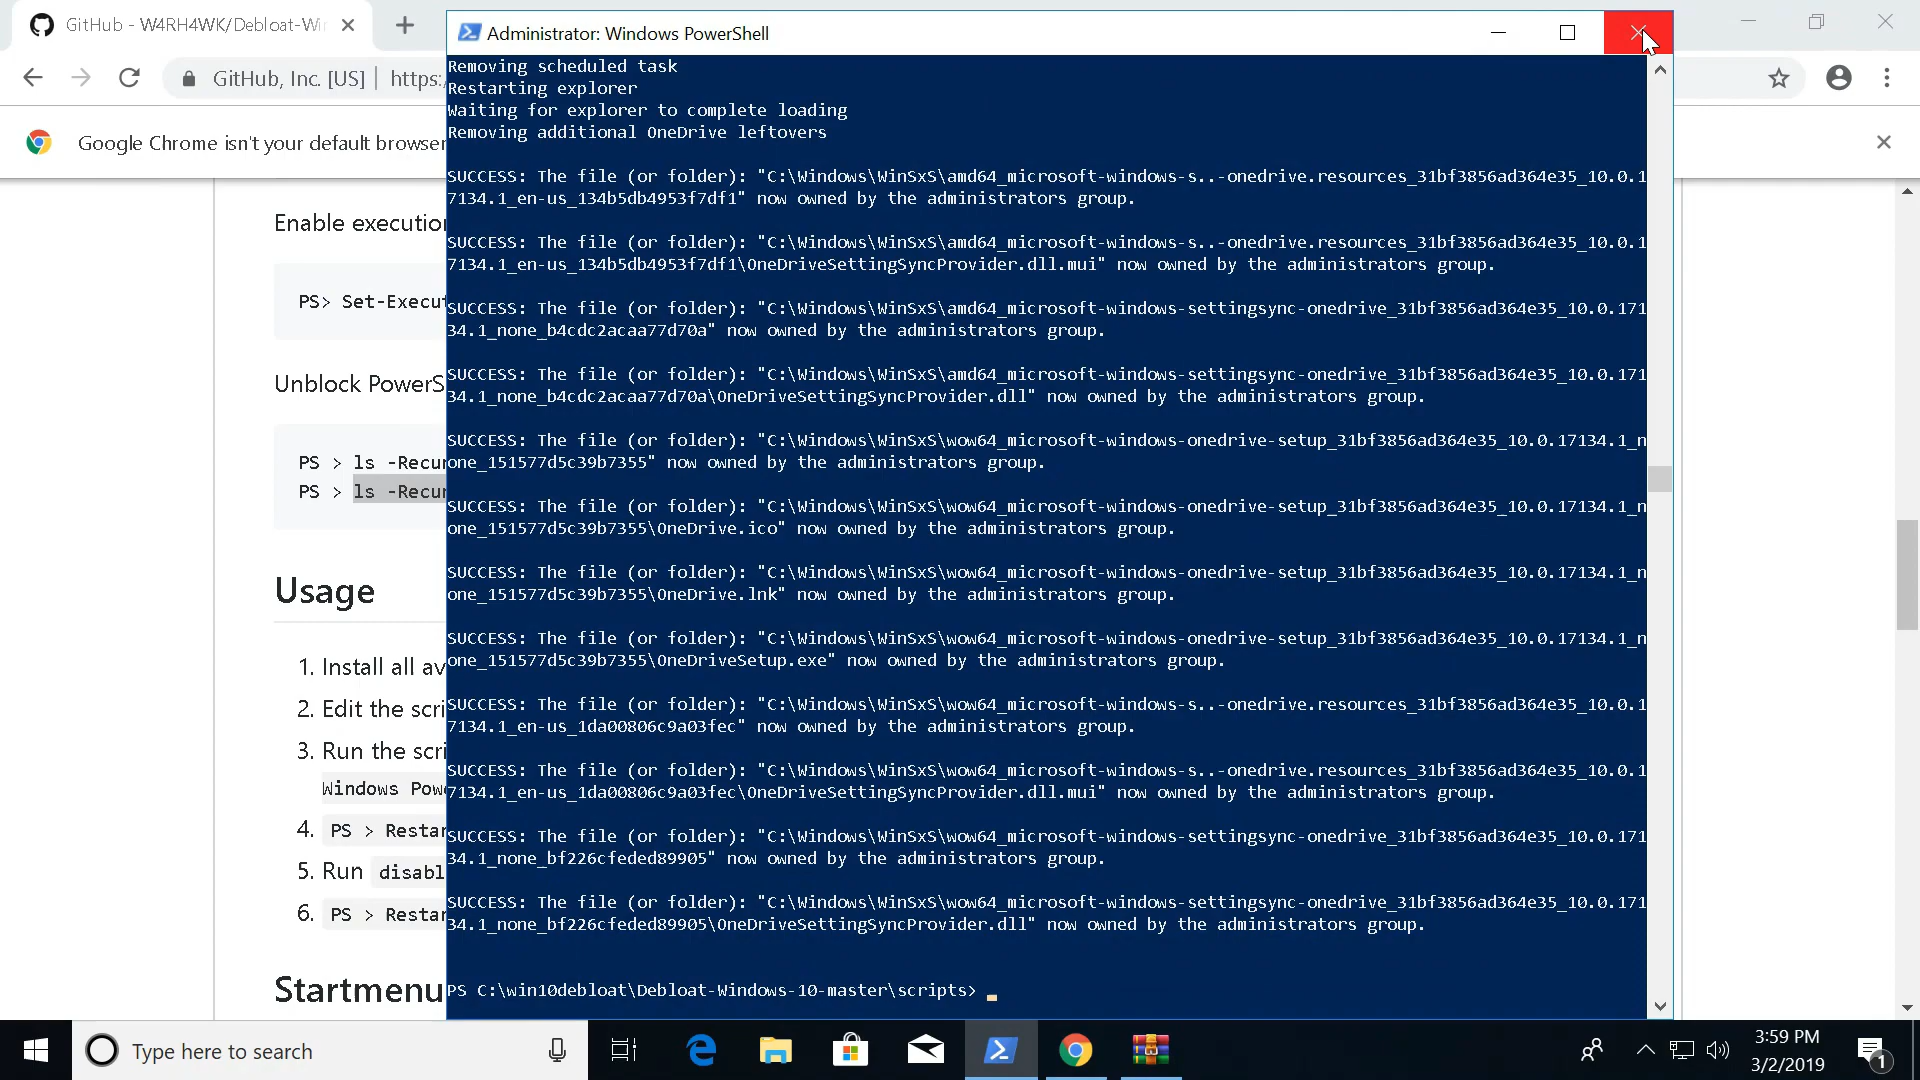 GitHub - W4RH4WK/Debloat-Wi
GitHub, Inc. [US] | https:
Google Chrome isn't your default browser
Administrator: Windows PowerShell
Removing scheduled task
Restarting explorer
Waiting for explorer to complete loading
Removing additional OneDrive leftovers
SUCCESS: The file (or folder): "C:\Windows\WinSxS\amd64_microsoft-windows-s..-onedrive.resources_31bf3856ad364e35_10.0.1
7134.1_en-us_134b5db4953f7df1" now owned by the administrators group.
SUCCESS: The file (or folder): "C:\Windows\WinSxS\amd64_microsoft-windows-s..-onedrive.resources_31bf3856ad364e35_10.0.1
7134.1_en-us_134b5db4953f7df1\OneDriveSettingSyncProvider.dll.mui" now owned by the administrators group.
SUCCESS: The file (or folder): "C:\Windows\WinSxS\amd64_microsoft-windows-settingsync-onedrive_31bf3856ad364e35_10.0.171
34.1_none_b4cdc2acaa77d70a" now owned by the administrators group.
SUCCESS: The file (or folder): "C:\Windows\WinSxS\amd64_microsoft-windows-settingsync-onedrive_31bf3856ad364e35_10.0.171
34.1_none_b4cdc2acaa77d70a\OneDriveSettingSyncProvider.dll" now owned by the administrators group.
SUCCESS: The file (or folder): "C:\Windows\WinSxS\wow64_microsoft-windows-onedrive-setup_31bf3856ad364e35_10.0.17134.1_n
one_151577d5c39b7355" now owned by the administrators group.
SUCCESS: The file (or folder): "C:\Windows\WinSxS\wow64_microsoft-windows-onedrive-setup_31bf3856ad364e35_10.0.17134.1_n
one_151577d5c39b7355\OneDrive.ico" now owned by the administrators group.
SUCCESS: The file (or folder): "C:\Windows\WinSxS\wow64_microsoft-windows-onedrive-setup_31bf3856ad364e35_10.0.17134.1_n
one_151577d5c39b7355\OneDrive.lnk" now owned by the administrators group.
SUCCESS: The file (or folder): "C:\Windows\WinSxS\wow64_microsoft-windows-onedrive-setup_31bf3856ad364e35_10.0.17134.1_n
one_151577d5c39b7355\OneDriveSetup.exe" now owned by the administrators group.
SUCCESS: The file (or folder): "C:\Windows\WinSxS\wow64_microsoft-windows-s..-onedrive.resources_31bf3856ad364e35_10.0.1
7134.1_en-us_1da00806c9a03fec" now owned by the administrators group.
SUCCESS: The file (or folder): "C:\Windows\WinSxS\wow64_microsoft-windows-s..-onedrive.resources_31bf3856ad364e35_10.0.1
7134.1_en-us_1da00806c9a03fec\OneDriveSettingSyncProvider.dll.mui" now owned by the administrators group.
SUCCESS: The file (or folder): "C:\Windows\WinSxS\wow64_microsoft-windows-settingsync-onedrive_31bf3856ad364e35_10.0.171
34.1_none_bf226cfeded89905" now owned by the administrators group.
SUCCESS: The file (or folder): "C:\Windows\WinSxS\wow64_microsoft-windows-settingsync-onedrive_31bf3856ad364e35_10.0.171
34.1_none_bf226cfeded89905\OneDriveSettingSyncProvider.dll" now owned by the administrators group.
PS C:\win10debloat\Debloat-Windows-10-master\scripts>
Enable execution
PS> Set-Execut
Unblock PowerS
PS > ls -Recur
PS > ls -Recur
Usage
1. Install all av
2. Edit the scri
3. Run the scri
Windows Powe
4. PS > Restar
5. Run disabl
6. PS > Restar
Startmenu
Type here to search
3:59 PM
3/2/2019
1